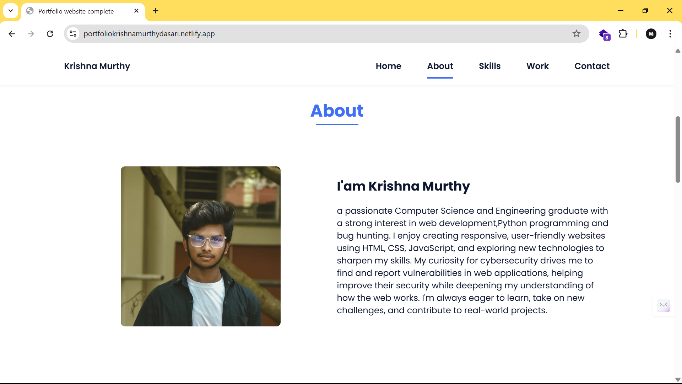 Portfolio website complete
portfoliokrishnamurthydasari.netlify.app
M
Krishna Murthy
Home About Skills Work Contact
About
I'am Krishna Murthy
a passionate Computer Science and Engineering graduate with
a strong interest in web development,Python programming and
bug hunting. I enjoy creating responsive, user-friendly websites
using HTML, CSS, JavaScript, and exploring new technologies to
sharpen my skills. My curiosity for cybersecurity drives me to
find and report vulnerabilities in web applications, helping
improve their security while deepening my understanding of
how the web works. I'm always eager to learn, take on new
challenges, and contribute to real-world projects.